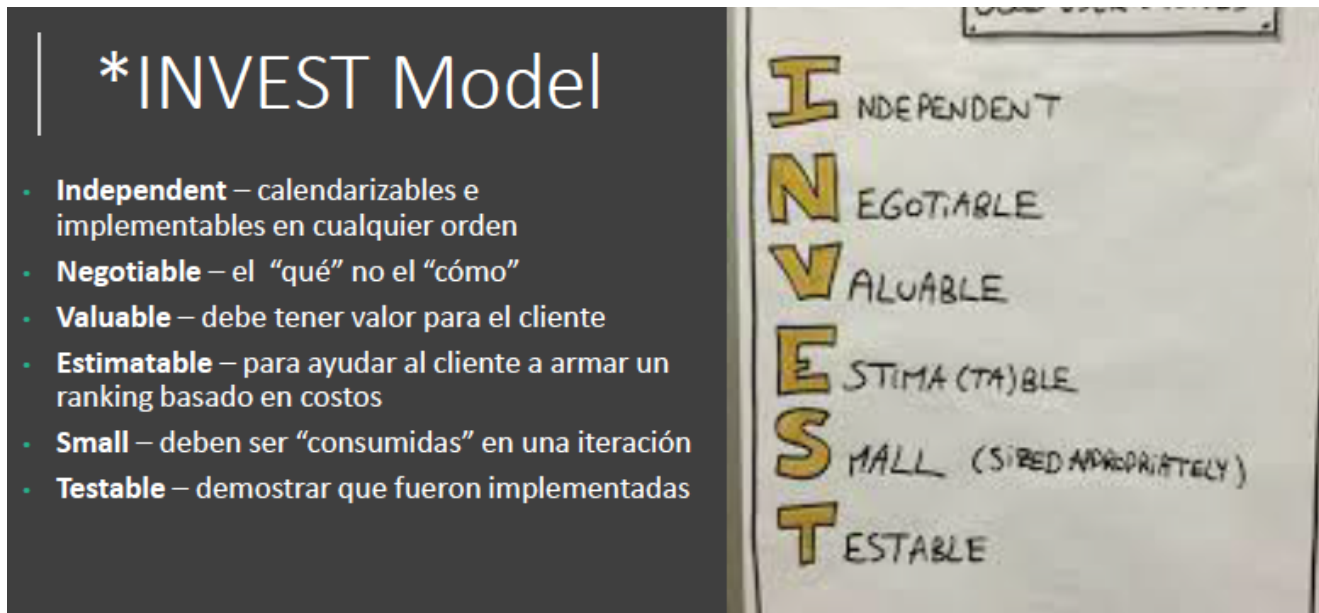 *INVEST Model
• Independent – calendarizables e
implementables en cualquier orden
• Negotiable – el “qué” no el “cómo”
• Valuable – debe tener valor para el cliente
• Estimatable – para ayudar al cliente a armar un
ranking basado en costos
• Small – deben ser “consumidas” en una iteración
• Testable – demostrar que fueron implementadas
INDEPENDENT
NEGOTiABLE
VALUABLE
ESTiMA(TA)BLE
SMALL (SiZED APPROPRiATELY)
TESTABLE